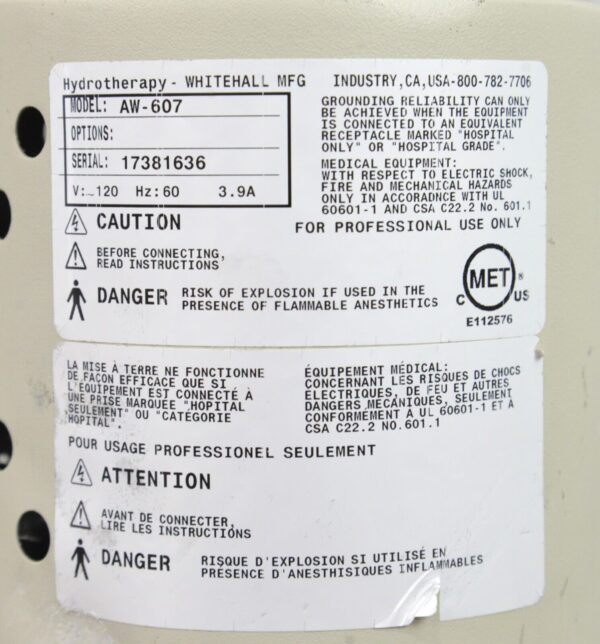 Hydrotherapy - WHITEHALL MFG INDUSTRY,CA,USA-800-782-7706
MODEL: AW-607
OPTIONS:
SERIAL: 17381636
V:~120 Hz:60 3.9A
GROUNDING RELIABILITY CAN ONLY
BE ACHIEVED WHEN THE EQUIPMENT
IS CONNECTED TO AN EQUIVALENT
RECEPTACLE MARKED "HOSPITAL
ONLY" OR "HOSPITAL GRADE".
MEDICAL EQUIPMENT:
WITH RESPECT TO ELECTRIC SHOCK,
FIRE AND MECHANICAL HAZARDS
ONLY IN ACCORADNCE WITH UL
60601-1 AND CSA C22.2 No. 601.1
CAUTION
FOR PROFESSIONAL USE ONLY
BEFORE CONNECTING,
READ INSTRUCTIONS
DANGER
RISK OF EXPLOSION IF USED IN THE
PRESENCE OF FLAMMABLE ANESTHETICS
MET ®
C US
E112576
LA MISE À TERRE NE FONCTIONNE
DE FAÇON EFFICACE QUE SI
L'EQUIPEMENT EST CONNECTÉ À
UNE PRISE MARQUEE "HOPITAL
SEULEMENT" OU "CATÉGORIE
HOPITAL".
ÉQUIPEMENT MÉDICAL:
CONCERNANT LES RISQUES DE CHOCS
ELECTRIQUES, DE FEU ET AUTRES
DANGERS MÉCANIQUES, SEULEMENT
CONFORMÉMENT A UL 60601-1 ET À
CSA C22.2 NO.601.1
POUR USAGE PROFESSIONEL SEULEMENT
ATTENTION
AVANT DE CONNECTER,
LIRE LES INSTRUCTIONS
DANGER
RISQUE D'EXPLOSION SI UTILISÉ EN
PRESENCE D'ANESTHISIQUES INFLAMMABLES